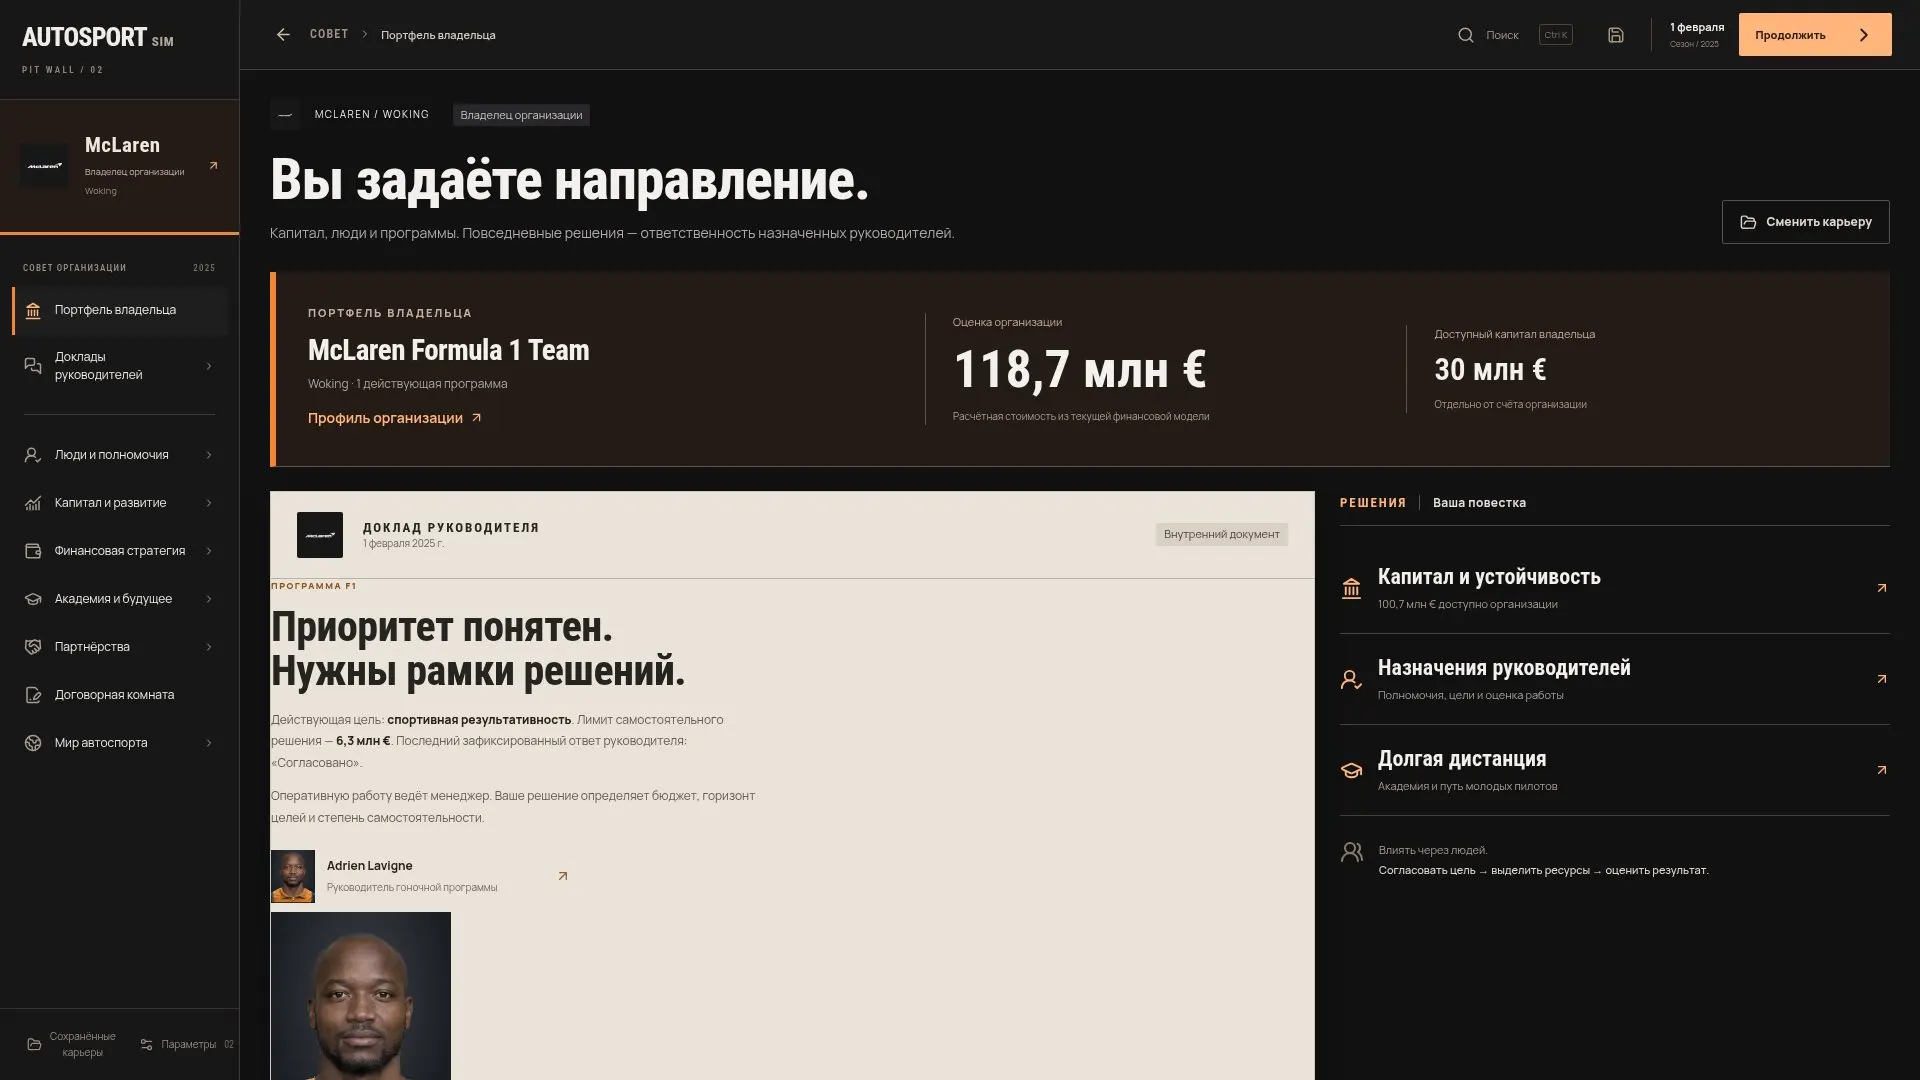 AUTOSPORT SIM
PIT WALL / 02
McLaren
McLaren
Владелец организации
Woking
СОВЕТ ОРГАНИЗАЦИИ 2025
Портфель владельца
Доклады
руководителей
Люди и полномочия
Капитал и развитие
Финансовая стратегия
Академия и будущее
Партнёрства
Договорная комната
Мир автоспорта
Сохранённые
карьеры
Параметры 02
СОВЕТ
Портфель владельца
Поиск Ctrl K
1 февраля
Сезон / 2025
Продолжить
MCLAREN / WOKING
Владелец организации
Вы задаёте направление.
Капитал, люди и программы. Повседневные решения — ответственность назначенных руководителей.
Сменить карьеру
ПОРТФЕЛЬ ВЛАДЕЛЬЦА
McLaren Formula 1 Team
Woking · 1 действующая программа
Профиль организации
Оценка организации
118,7 млн €
Расчётная стоимость из текущей финансовой модели
Доступный капитал владельца
30 млн €
Отдельно от счёта организации
McLaren
ДОКЛАД РУКОВОДИТЕЛЯ
1 февраля 2025 г.
Внутренний документ
ПРОГРАММА F1
Приоритет понятен.
Нужны рамки решений.
Действующая цель: спортивная результативность. Лимит самостоятельного
решения — 6,3 млн €. Последний зафиксированный ответ руководителя:
«Согласовано».
Оперативную работу ведёт менеджер. Ваше решение определяет бюджет, горизонт
целей и степень самостоятельности.
Adrien Lavigne
Руководитель гоночной программы
РЕШЕНИЯ
Ваша повестка
Капитал и устойчивость
100,7 млн € доступно организации
Назначения руководителей
Полномочия, цели и оценка работы
Долгая дистанция
Академия и путь молодых пилотов
Влиять через людей.
Согласовать цель → выделить ресурсы → оценить результат.